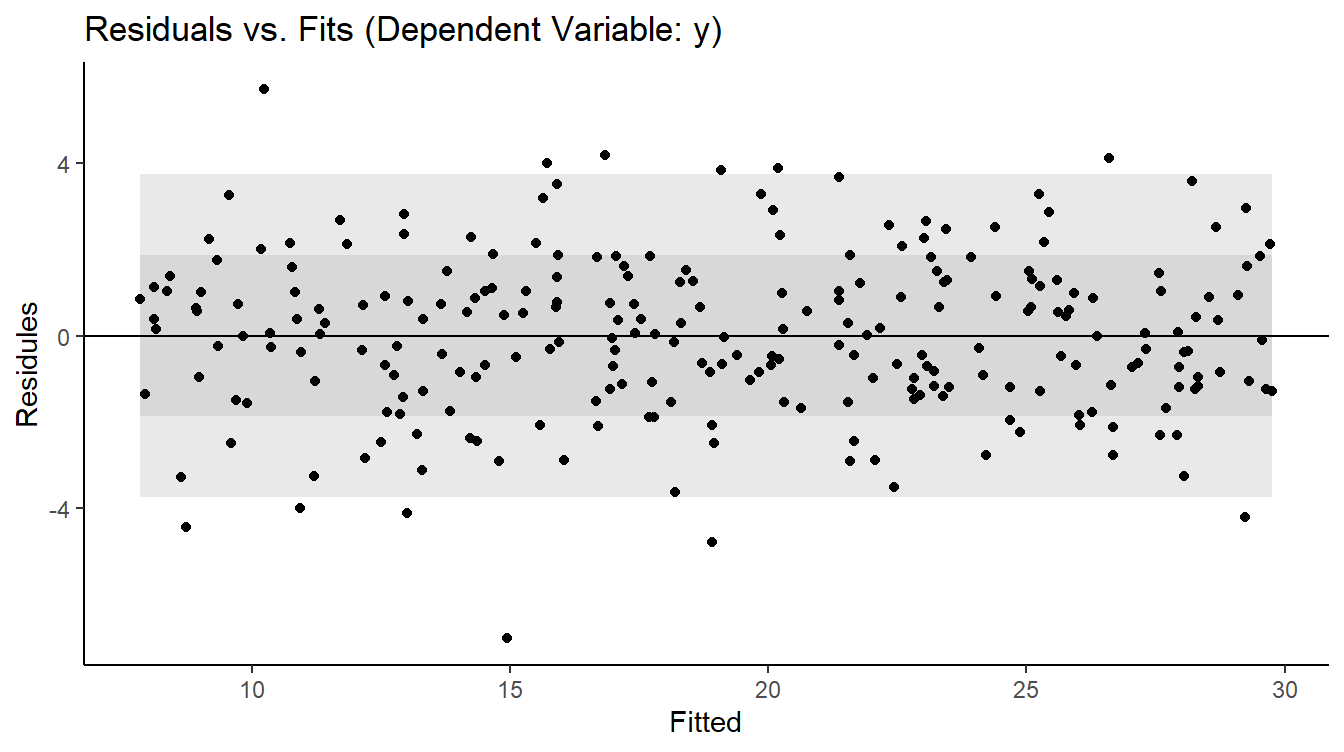 Residuals vs. Fits (Dependent Variable: y)
Residules
4
0
-4
10
15
20
25
30
Fitted